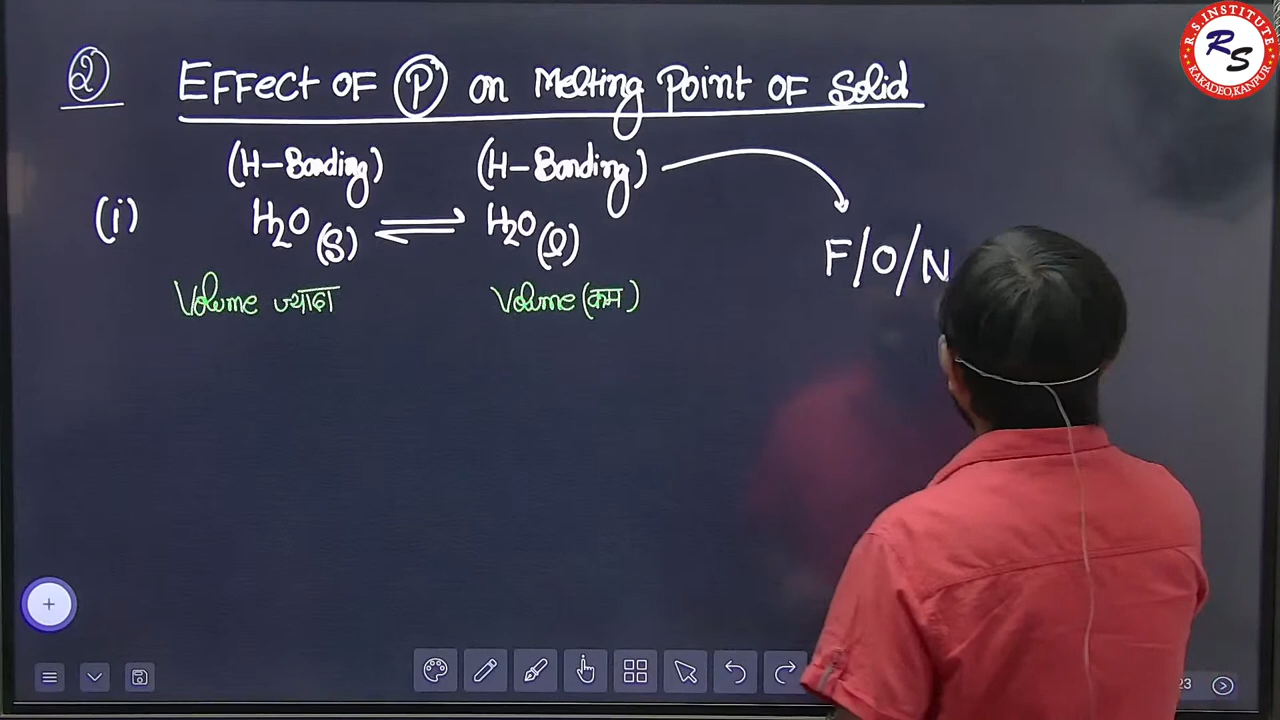 R.S.INSTITUTE
RS
KAKADEO,KANPUR
② Effect of Ⓟ on Melting Point of Solid
(H-Bonding) (H-Bonding)
(i) H₂O (S) ⇌ H₂O (l) F/O/N
Volume ज्यादा Volume (कम)
23